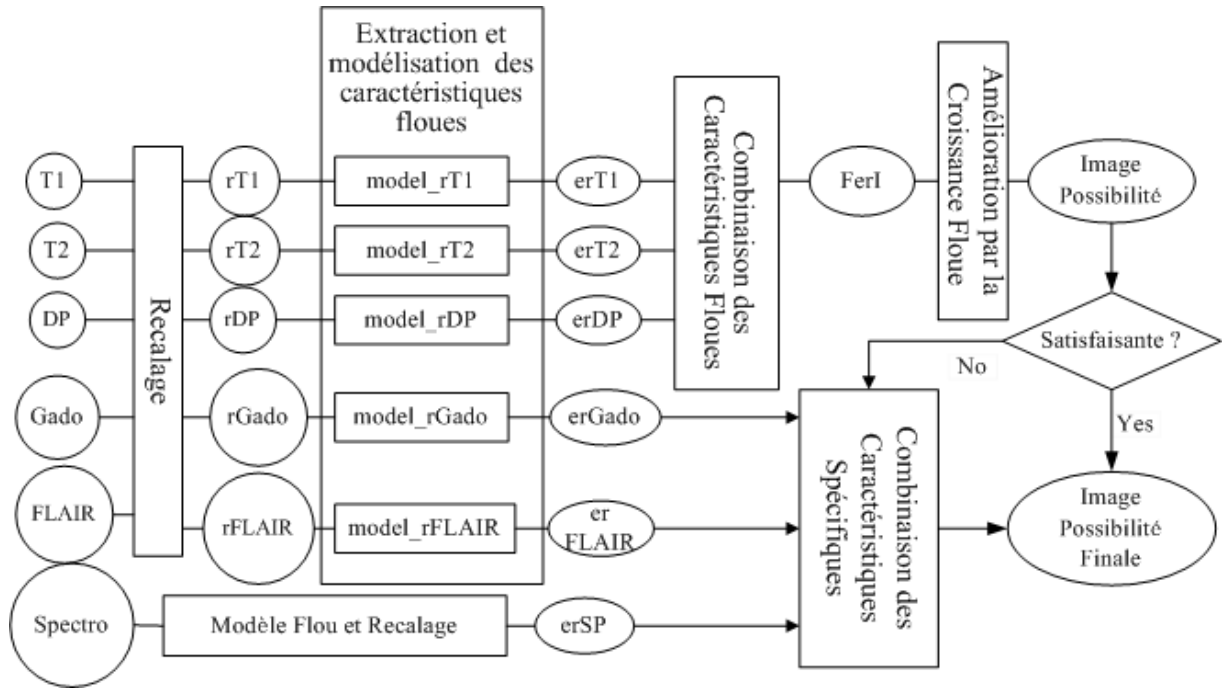 Extraction et
modélisation des
caractéristiques
floues
T1
T2
DP
Gado
FLAIR
Spectro
Recalage
rT1
rT2
rDP
rGado
rFLAIR
model_rT1
model_rT2
model_rDP
model_rGado
model_rFLAIR
Modèle Flou et Recalage
erT1
erT2
erDP
erGado
er
FLAIR
erSP
Combinaison des
Caractéristiques Floues
FerI
Amélioration par la
Croissance Floue
Image
Possibilité
Satisfaisante ?
No
Yes
Combinaison des
Caractéristiques
Spécifiques
Image
Possibilité
Finale